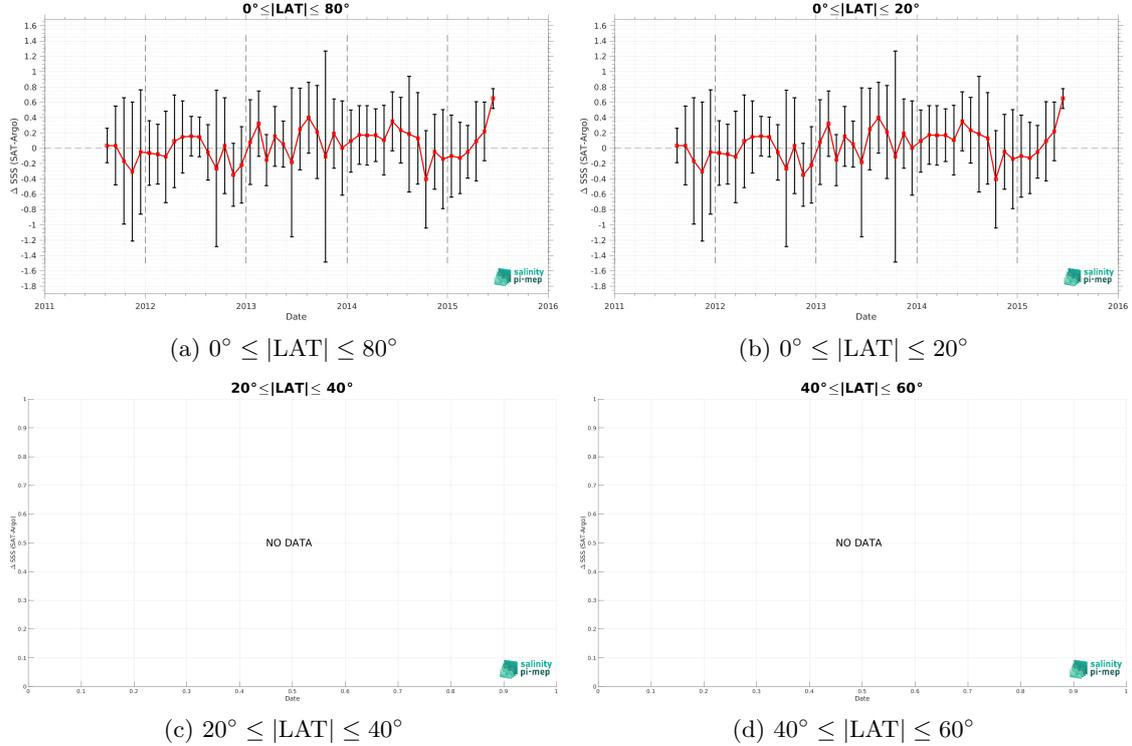 0°≤|LAT|≤ 80°
1.6
1.4
1.2
1
0.8
0.6
0.4
0.2
0
-0.2
-0.4
-0.6
-0.8
-1
-1.2
-1.4
-1.6
-1.8
Δ SSS (SAT-Argo)
2011 2012 2013 2014 2015 2016
Date
salinity
pi-mep
(a) 0° ≤ |LAT| ≤ 80°
0°≤|LAT|≤ 20°
1.6
1.4
1.2
1
0.8
0.6
0.4
0.2
0
-0.2
-0.4
-0.6
-0.8
-1
-1.2
-1.4
-1.6
-1.8
Δ SSS (SAT-Argo)
2011 2012 2013 2014 2015 2016
Date
salinity
pi-mep
(b) 0° ≤ |LAT| ≤ 20°
20°≤|LAT|≤ 40°
1
0.9
0.8
0.7
0.6
0.5
0.4
0.3
0.2
0.1
0
Δ SSS (SAT-Argo)
NO DATA
0 0.1 0.2 0.3 0.4 0.5 0.6 0.7 0.8 0.9 1
Date
salinity
pi-mep
(c) 20° ≤ |LAT| ≤ 40°
40°≤|LAT|≤ 60°
1
0.9
0.8
0.7
0.6
0.5
0.4
0.3
0.2
0.1
0
Δ SSS (SAT-Argo)
NO DATA
0 0.1 0.2 0.3 0.4 0.5 0.6 0.7 0.8 0.9 1
Date
salinity
pi-mep
(d) 40° ≤ |LAT| ≤ 60°